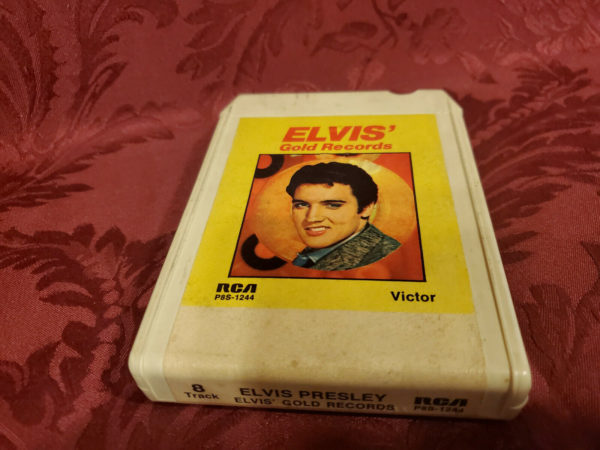 ELVIS'
Gold Records
RCA
P8S-1244
Victor
8
Track
ELVIS PRESLEY
ELVIS' GOLD RECORDS
RCA
P8S-1244